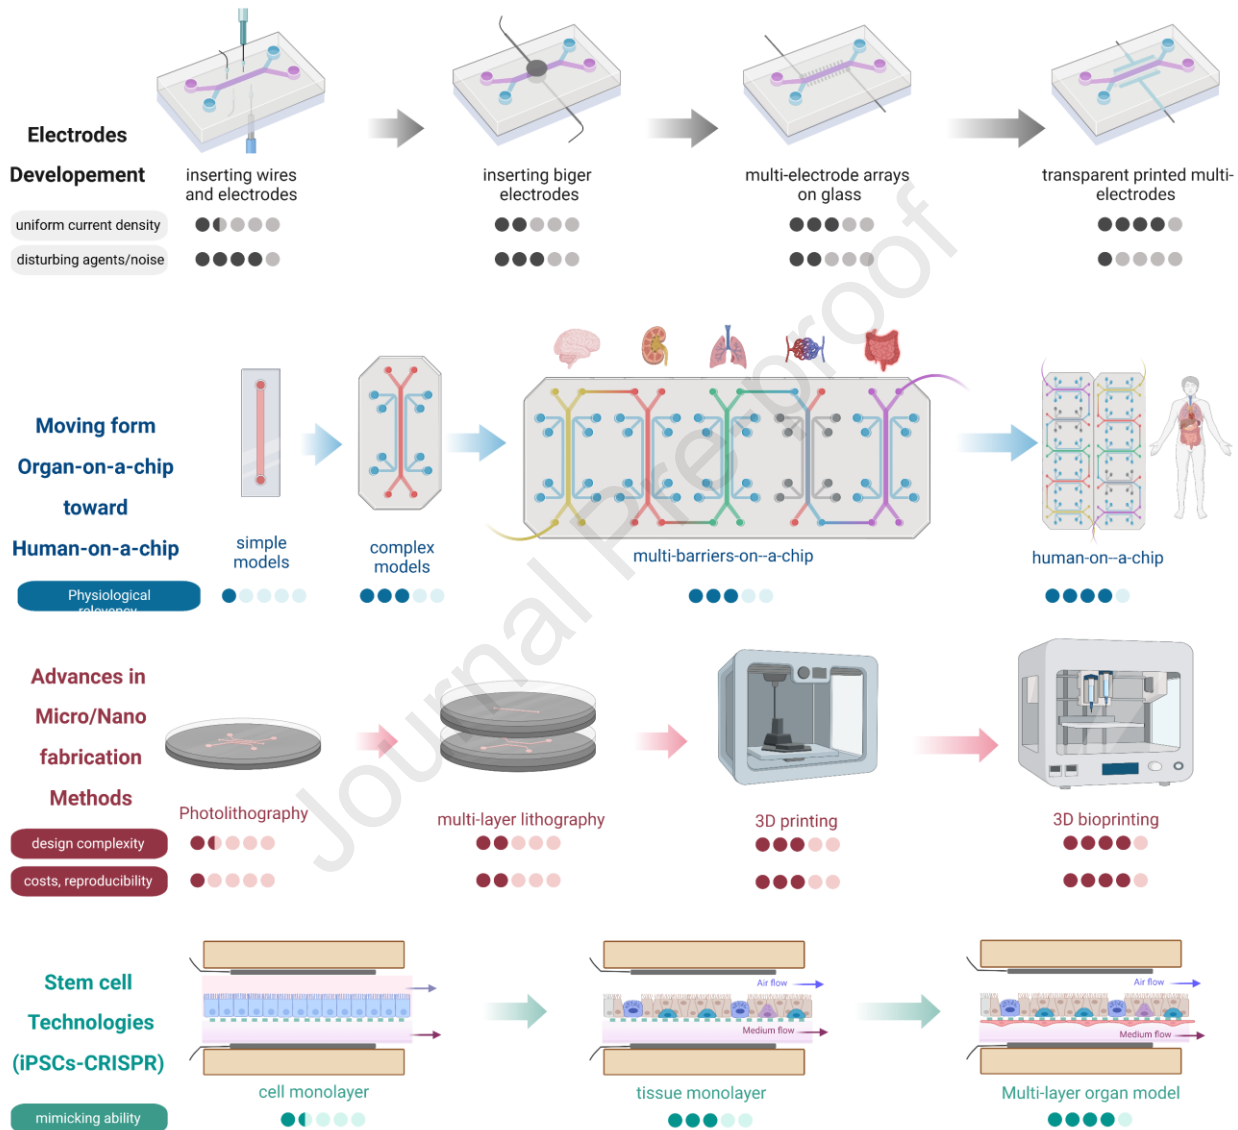 Electrodes
Developement
inserting wires
and electrodes
inserting biger
electrodes
multi-electrode arrays
on glass
transparent printed multi-
electrodes
uniform current density
disturbing agents/noise
Moving form
Organ-on-a-chip
toward
Human-on-a-chip
simple
models
complex
models
multi-barriers-on--a-chip
human-on--a-chip
Physiological
relevancy
Advances in
Micro/Nano
fabrication
Methods
Photolithography
multi-layer lithography
3D printing
3D bioprinting
design complexity
costs, reproducibility
Stem cell
Technologies
(iPSCs-CRISPR)
Air flow
Medium flow
Air flow
Medium flow
cell monolayer
tissue monolayer
Multi-layer organ model
mimicking ability
Journal Pre-proof